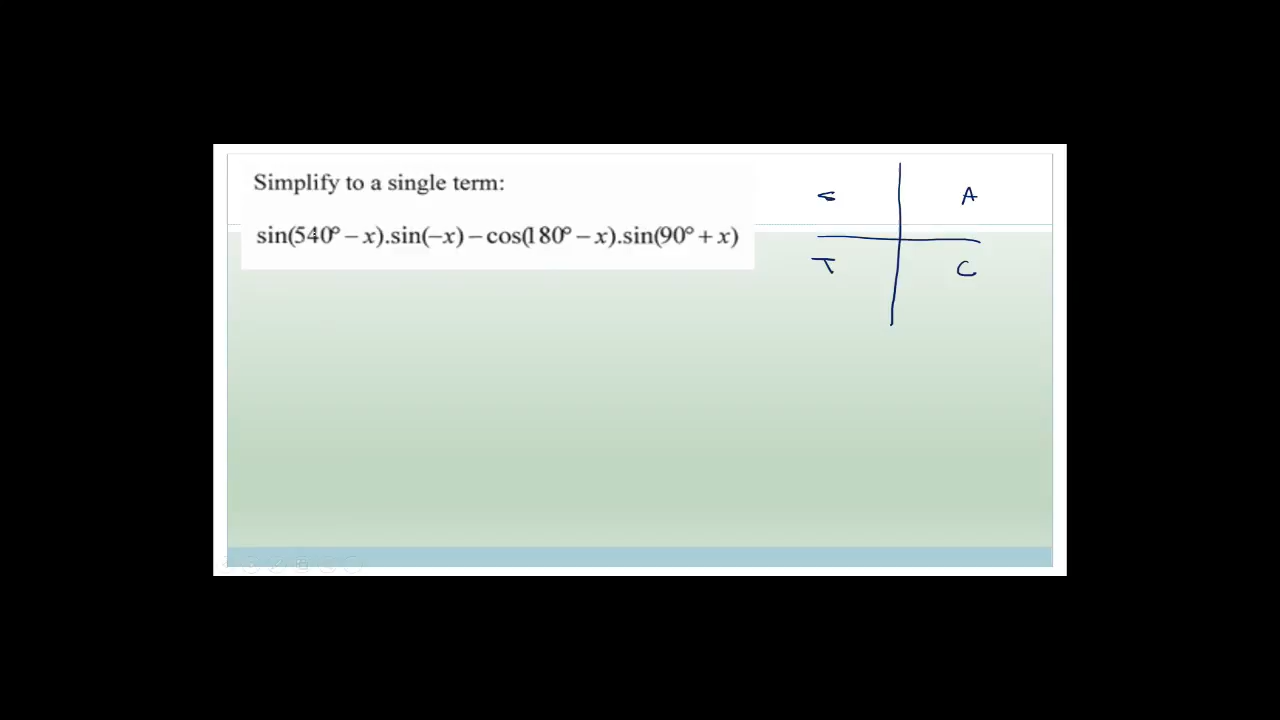 Simplify to a single term:
sin(540° − x).sin(−x) − cos(180° − x).sin(90° + x)
S A
T C